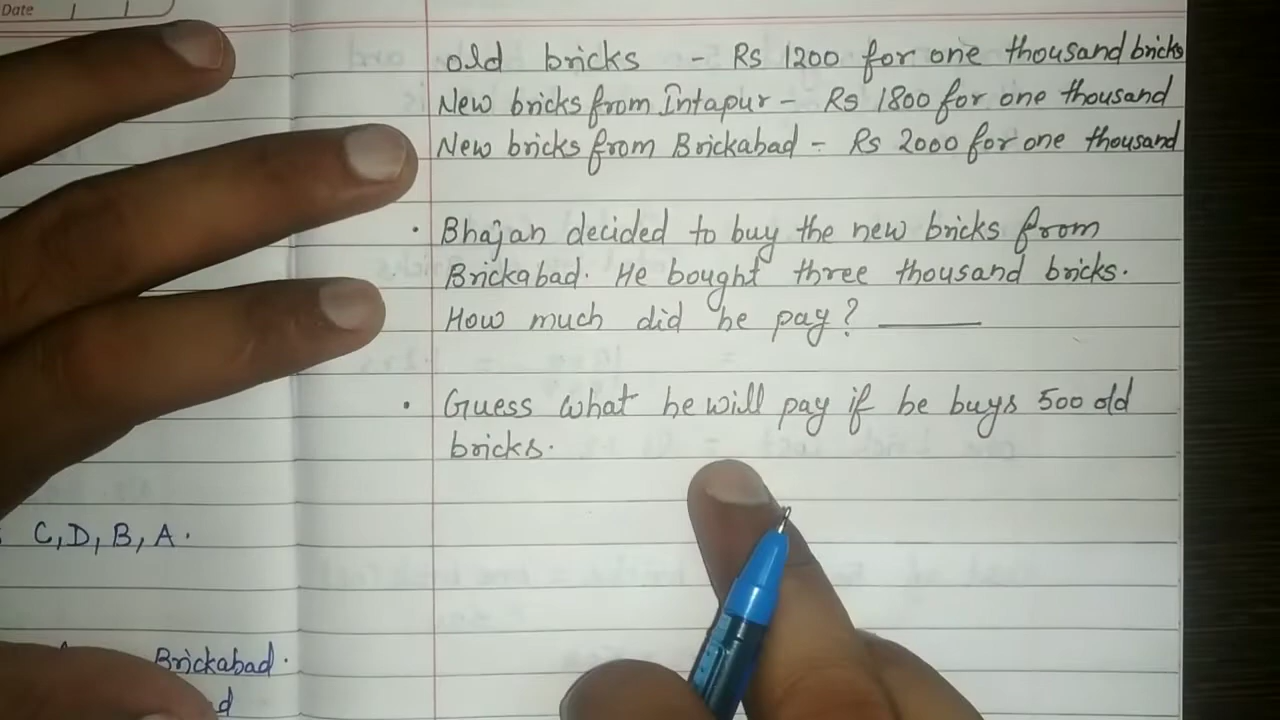 Date
old bricks - Rs 1200 for one thousand bricks
New bricks from Intapur - Rs 1800 for one thousand
New bricks from Brickabad - Rs 2000 for one thousand
• Bhajan decided to buy the new bricks from
Brickabad. He bought three thousand bricks.
How much did he pay? ______
• Guess what he will pay if he buys 500 old
bricks.
C, D, B, A.
Brickabad.